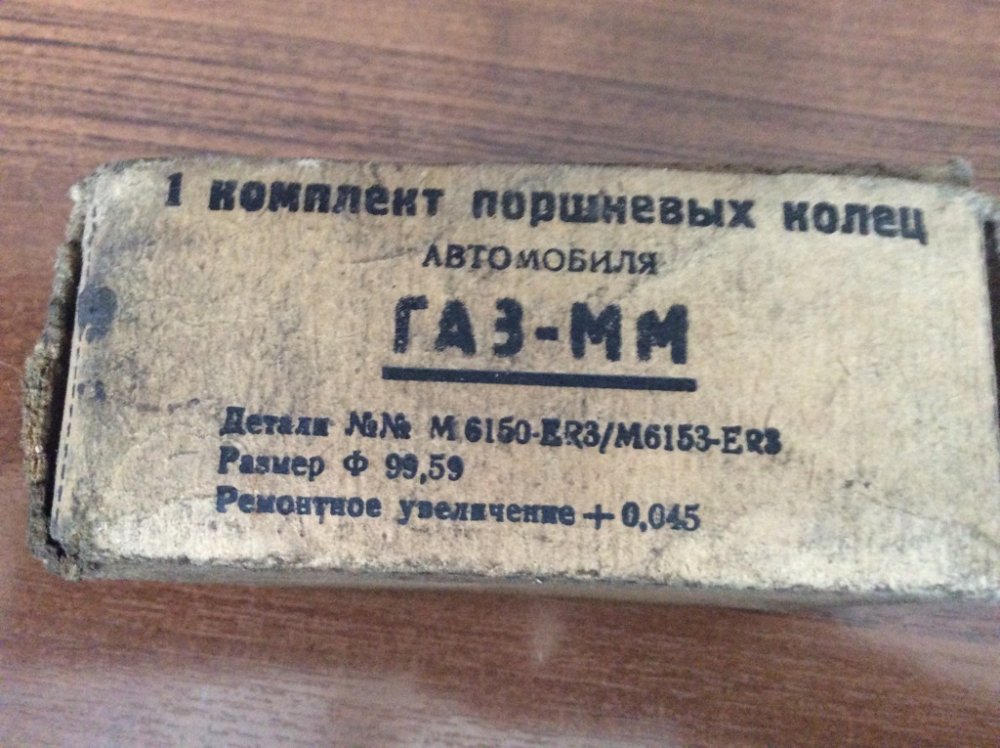 1 комплект поршневых колец
АВТОМОБИЛЯ
ГАЗ-ММ
Детали №№ М 6150-ER3/М6153-ER3
Размер Ф 99,59
Ремонтное увеличение + 0,045